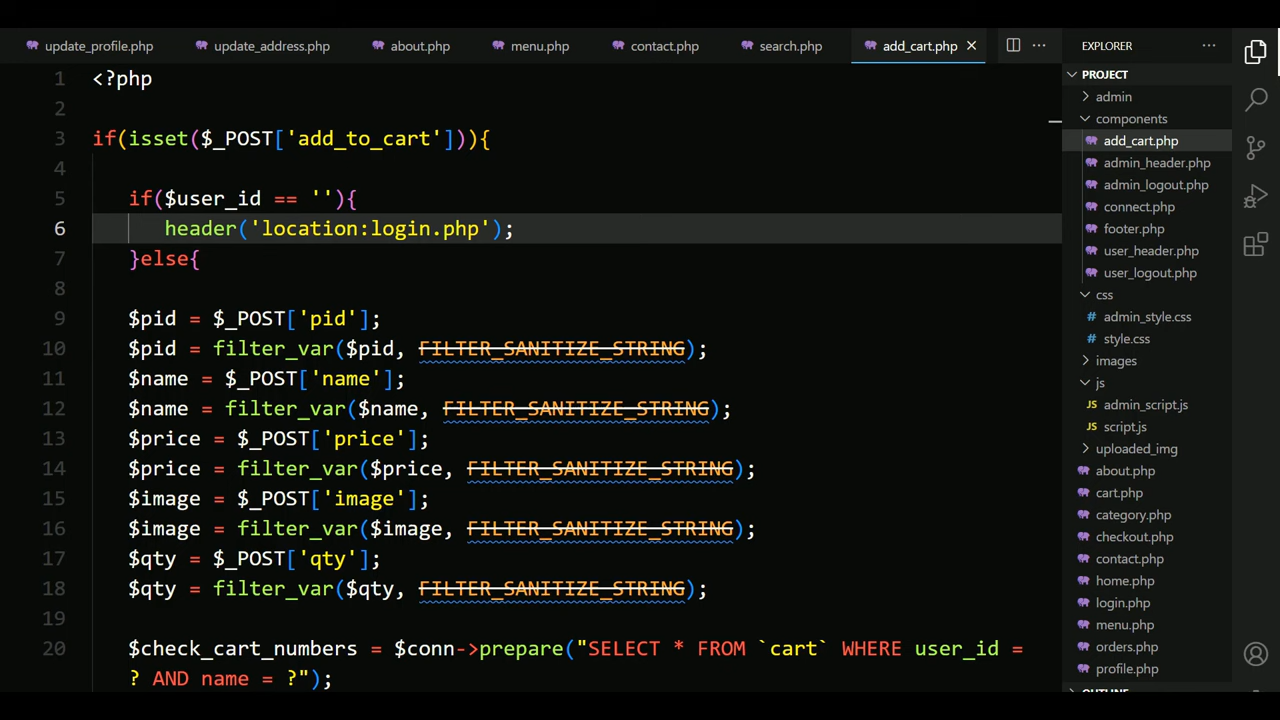 update_profile.php update_address.php about.php menu.php contact.php search.php add_cart.php
1 <?php
2
3 if(isset($_POST['add_to_cart'])){
4
5 if($user_id == ''){
6 header('location:login.php');
7 }else{
8
9 $pid = $_POST['pid'];
10 $pid = filter_var($pid, FILTER_SANITIZE_STRING);
11 $name = $_POST['name'];
12 $name = filter_var($name, FILTER_SANITIZE_STRING);
13 $price = $_POST['price'];
14 $price = filter_var($price, FILTER_SANITIZE_STRING);
15 $image = $_POST['image'];
16 $image = filter_var($image, FILTER_SANITIZE_STRING);
17 $qty = $_POST['qty'];
18 $qty = filter_var($qty, FILTER_SANITIZE_STRING);
19
20 $check_cart_numbers = $conn->prepare("SELECT * FROM `cart` WHERE user_id =
? AND name = ?");
EXPLORER
PROJECT
admin
components
add_cart.php
admin_header.php
admin_logout.php
connect.php
footer.php
user_header.php
user_logout.php
css
# admin_style.css
# style.css
images
js
JS admin_script.js
JS script.js
uploaded_img
about.php
cart.php
category.php
checkout.php
contact.php
home.php
login.php
menu.php
orders.php
profile.php
OUTLINE